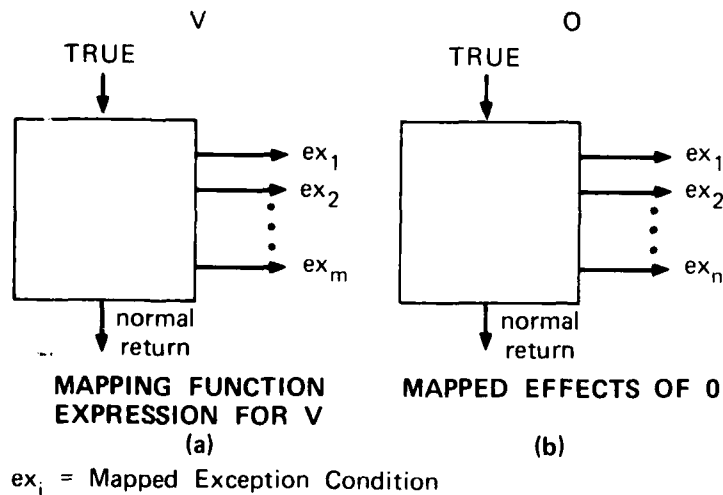 V
TRUE
ex₁
ex₂
exₘ
normal
return
MAPPING FUNCTION
EXPRESSION FOR V
(a)
O
TRUE
ex₁
ex₂
exₙ
normal
return
MAPPED EFFECTS OF O
(b)
exᵢ = Mapped Exception Condition